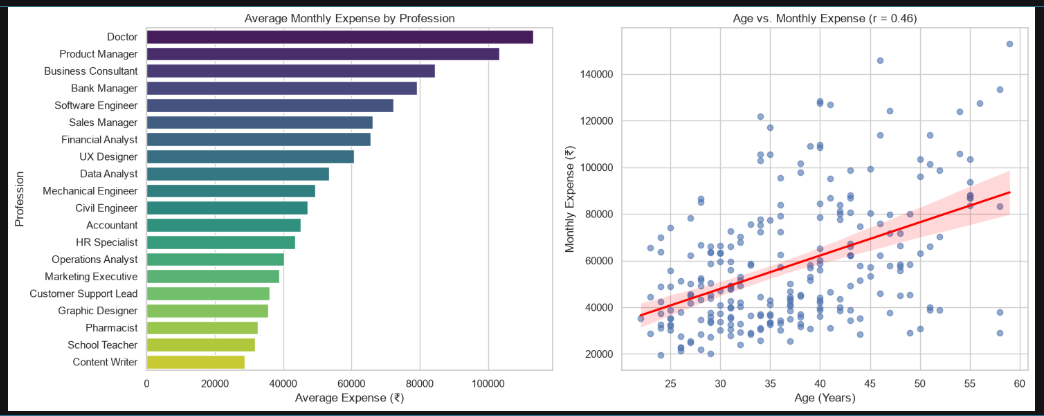 Average Monthly Expense by Profession
Profession
Doctor
Product Manager
Business Consultant
Bank Manager
Software Engineer
Sales Manager
Financial Analyst
UX Designer
Data Analyst
Mechanical Engineer
Civil Engineer
Accountant
HR Specialist
Operations Analyst
Marketing Executive
Customer Support Lead
Graphic Designer
Pharmacist
School Teacher
Content Writer
0 20000 40000 60000 80000 100000
Average Expense (₹)
Age vs. Monthly Expense (r = 0.46)
Monthly Expense (₹)
140000
120000
100000
80000
60000
40000
20000
25 30 35 40 45 50 55 60
Age (Years)